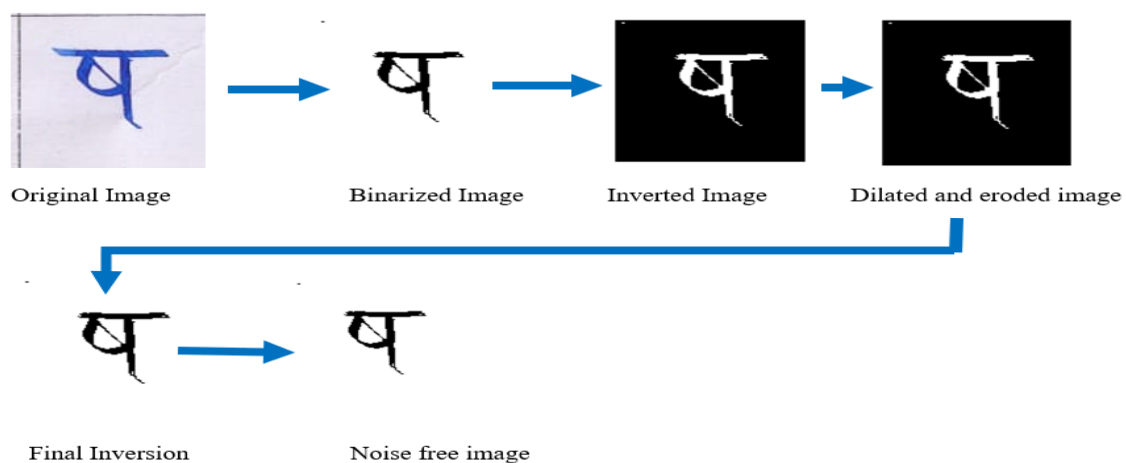 ष ष ष ष
Original Image Binarized Image Inverted Image Dilated and eroded image
ष ष
Final Inversion Noise free image